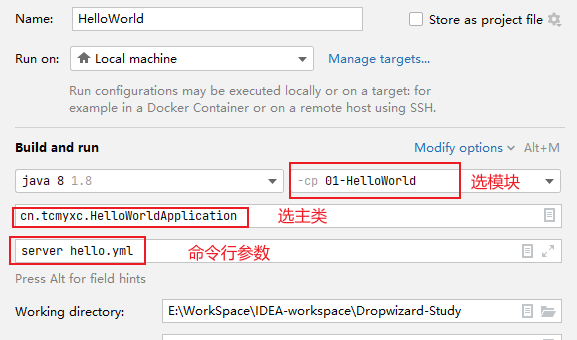 Name: HelloWorld Store as project file
Run on: Local machine Manage targets...
Run configurations may be executed locally or on a target: for
example in a Docker Container or on a remote host using SSH.
Build and run Modify options Alt+M
java 8 1.8 -cp 01-HelloWorld 选模块
cn.tcmyxc.HelloWorldApplication 选主类
server hello.yml 命令行参数
Press Alt for field hints
Working directory: E:\WorkSpace\IDEA-workspace\Dropwizard-Study